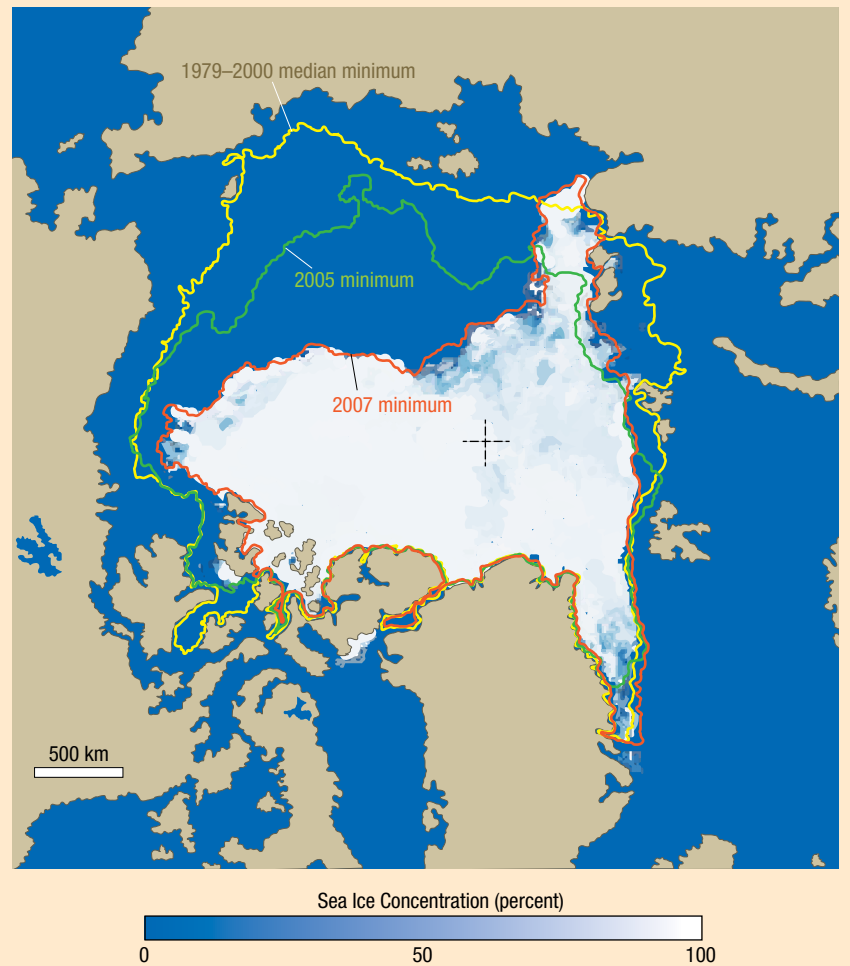 1979–2000 median minimum
2005 minimum
2007 minimum
500 km
Sea Ice Concentration (percent)
0 50 100